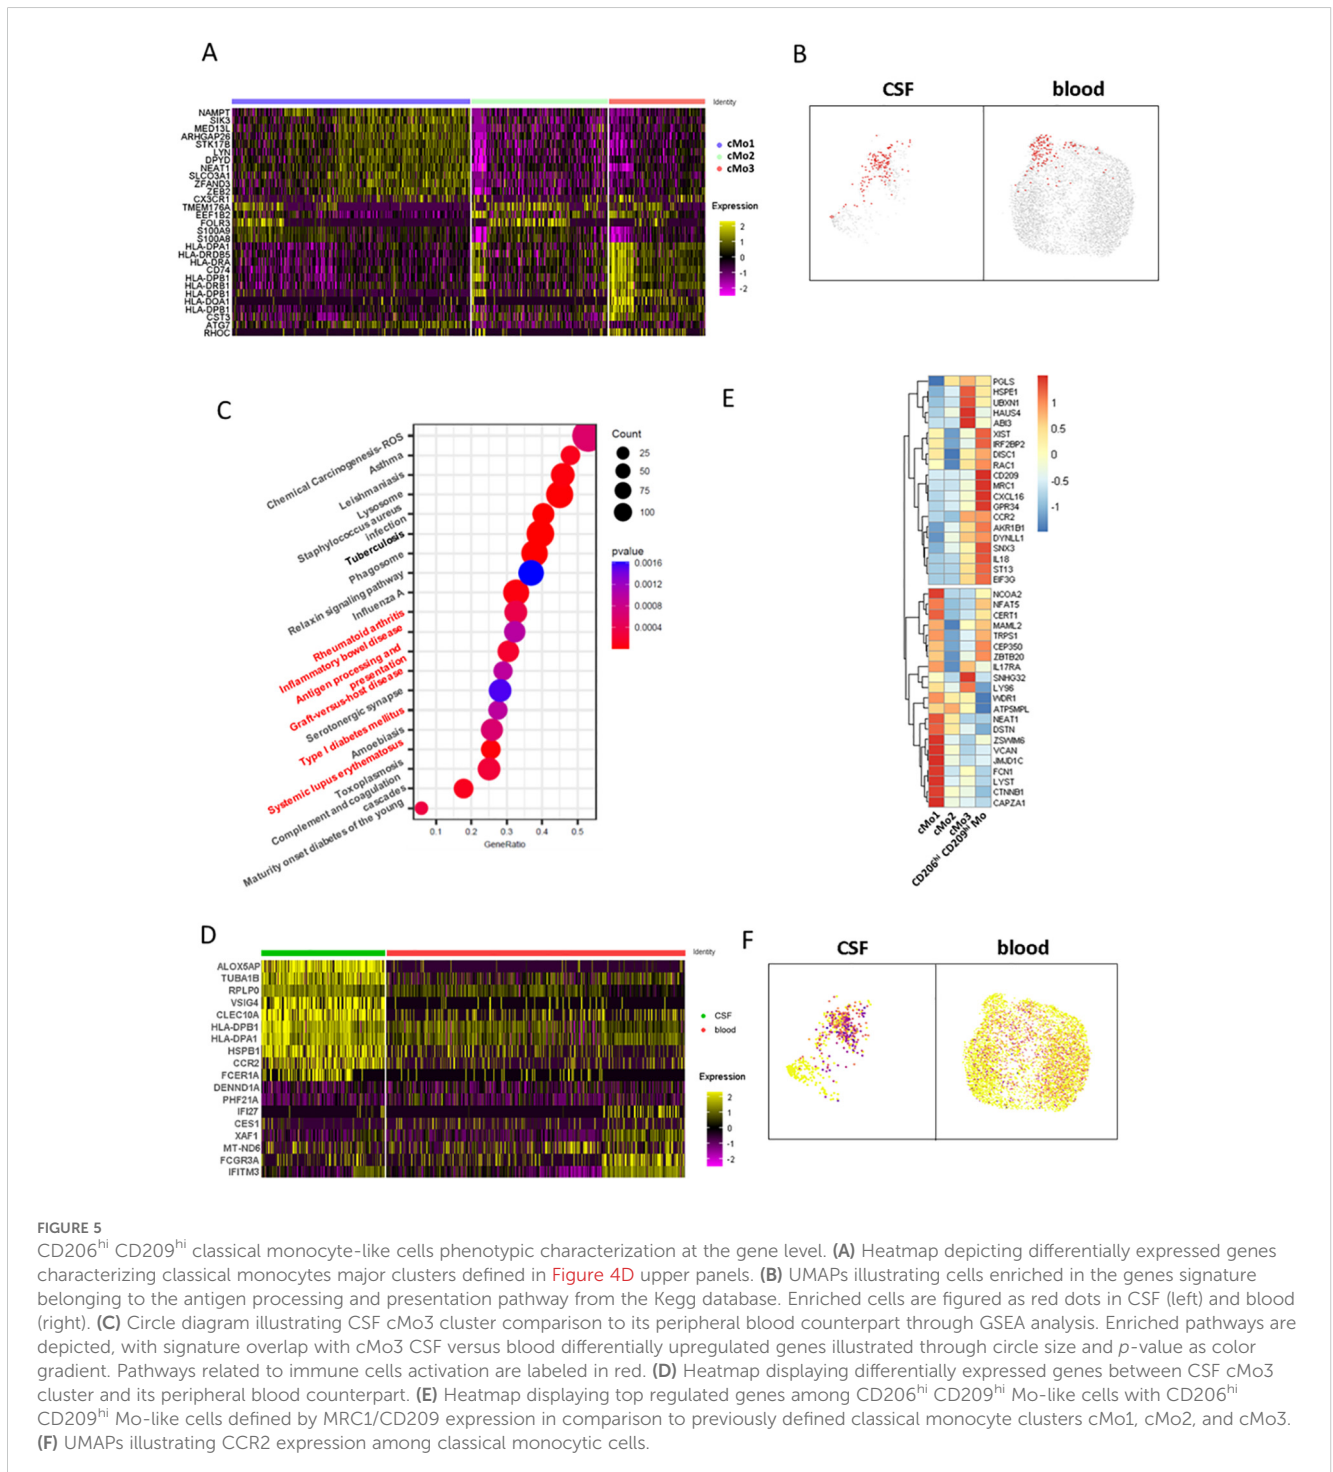 A
Identity
NAMPT
SIK3
MED13L
ARHGAP26
STK17B
LYN
DPYD
NEAT1
SLCO3A1
ZFAND3
ZEB2
CX3CR1
TMEM176A
EEF1B2
FOLR3
S100A9
S100A8
HLA-DPA1
HLA-DRDB5
HLA-DRA
CD74
HLA-DPB1
HLA-DRB1
HLA-DPB1
HLA-DQA1
HLA-DPB1
CST3
ATG7
RHOC
cMo1
cMo2
cMo3
Expression
2
1
0
-1
-2
B
CSF
blood
C
Chemical Carcinogenesis-ROS
Asthma
Leishmaniasis
Lysosome
Staphylococcus aureus
infection
Tuberculosis
Phagosome
Relaxin signaling pathway
Influenza A
Rheumatoid arthritis
Inflammatory bowel disease
Antigen processing and
presentation
Graft-versus-host disease
Serotonergic synapse
Type I diabetes mellitus
Amoebiasis
Systemic lupus erythematosus
Toxoplasmosis
Complement and coagulation
cascades
Maturity onset diabetes of the young
0.1 0.2 0.3 0.4 0.5
GeneRatio
Count
25
50
75
100
pvalue
0.0016
0.0012
0.0008
0.0004
E
PGLS
HSPE1
UBXN1
HAUS4
ABI3
XIST
IRF2BP2
DISC1
RAC1
CD209
MRC1
CXCL16
GPR34
CCR2
AKR1B1
DYNLL1
SNX3
IL18
ST13
EIF3G
NCOA2
NFAT5
CERT1
MAML2
TRPS1
CEP350
ZBTB20
IL17RA
SNHG32
LY96
WDR1
ATP5MPL
NEAT1
DSTN
ZSWIM6
VCAN
JMJD1C
FCN1
LYST
CTNNB1
CAPZA1
1
0.5
0
-0.5
-1
cMo1
cMo2
cMo3
CD206hi CD209hi Mo
D
Identity
ALOX5AP
TUBA1B
RPLP0
VSIG4
CLEC10A
HLA-DPB1
HLA-DPA1
HSPB1
CCR2
FCER1A
DENND1A
PHF21A
IFI27
CES1
XAF1
MT-ND6
FCGR3A
IFITM3
CSF
blood
Expression
2
1
0
-1
-2
F
CSF
blood
FIGURE 5
CD206hi CD209hi classical monocyte-like cells phenotypic characterization at the gene level. (A) Heatmap depicting differentially expressed genes
characterizing classical monocytes major clusters defined in Figure 4D upper panels. (B) UMAPs illustrating cells enriched in the genes signature
belonging to the antigen processing and presentation pathway from the Kegg database. Enriched cells are figured as red dots in CSF (left) and blood
(right). (C) Circle diagram illustrating CSF cMo3 cluster comparison to its peripheral blood counterpart through GSEA analysis. Enriched pathways are
depicted, with signature overlap with cMo3 CSF versus blood differentially upregulated genes illustrated through circle size and p-value as color
gradient. Pathways related to immune cells activation are labeled in red. (D) Heatmap displaying differentially expressed genes between CSF cMo3
cluster and its peripheral blood counterpart. (E) Heatmap displaying top regulated genes among CD206hi CD209hi Mo-like cells with CD206hi
CD209hi Mo-like cells defined by MRC1/CD209 expression in comparison to previously defined classical monocyte clusters cMo1, cMo2, and cMo3.
(F) UMAPs illustrating CCR2 expression among classical monocytic cells.